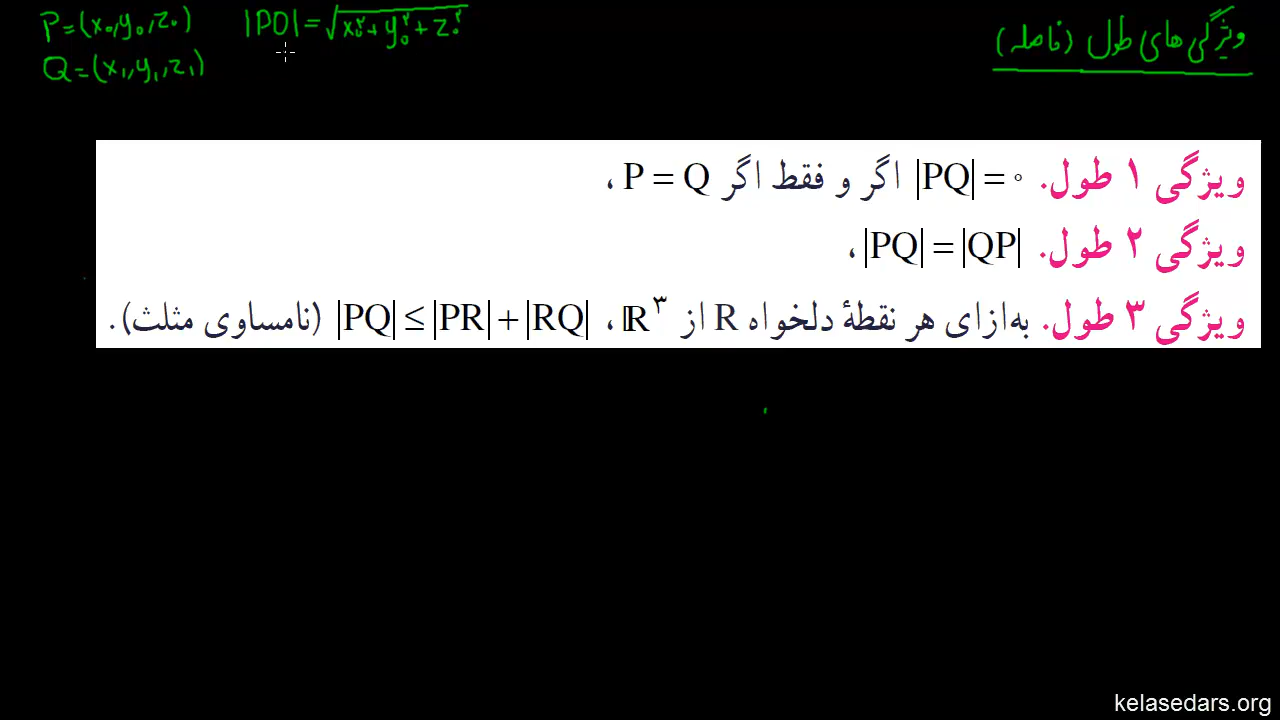 ویژگی های طول (فاصله)
P=(x₀,y₀,z₀) |PO|=√x₀²+y₀²+z₀²
Q=(x₁,y₁,z₁)
ویژگی ۱ طول. |PQ| = ۰ اگر و فقط اگر P = Q ،
ویژگی ۲ طول. |PQ| = |QP| ،
ویژگی ۳ طول. به‌ازای هر نقطهٔ دلخواه R از ℝ³ ، |PQ| ≤ |PR| + |RQ| (نامساوی مثلث).
kelasedars.org